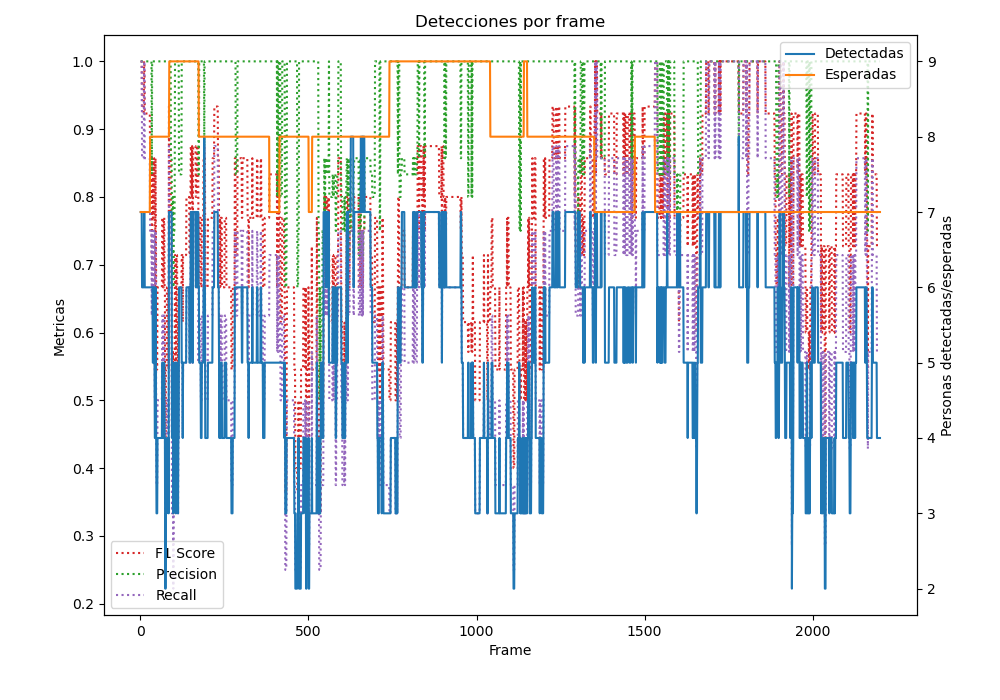 Detecciones por frame
Detectadas
Esperadas
1.0
0.9
0.8
0.7
0.6
0.5
0.4
0.3
0.2
Metricas
9
8
7
6
5
4
3
2
Personas detectadas/esperadas
F1 Score
Precision
Recall
0
500
1000
1500
2000
Frame